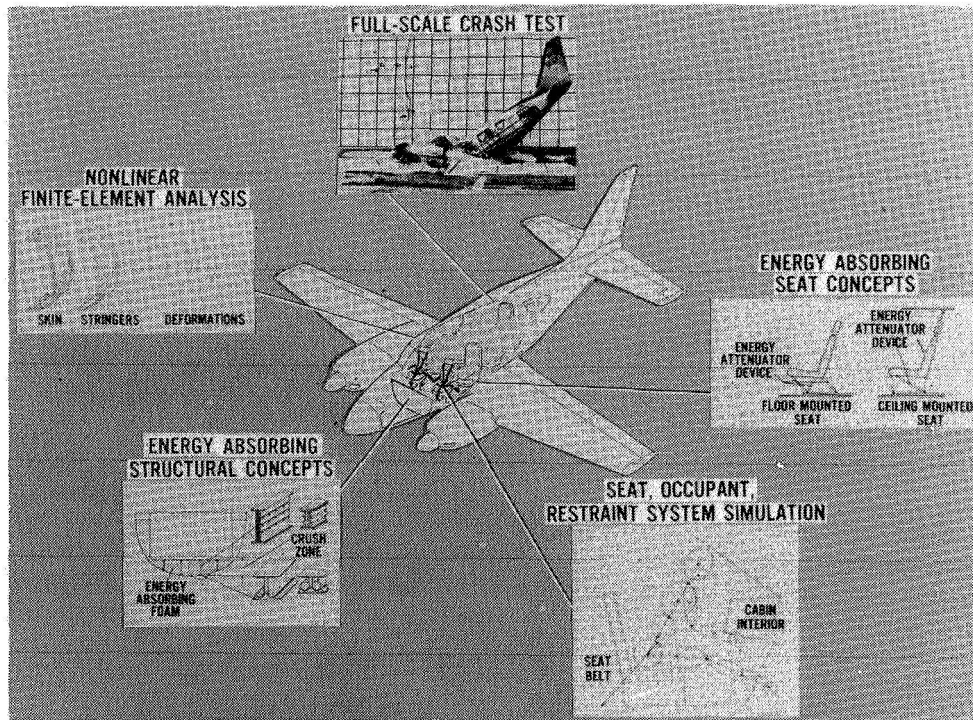 FULL-SCALE CRASH TEST
NONLINEAR
FINITE-ELEMENT ANALYSIS
SKIN STRINGERS DEFORMATIONS
ENERGY ABSORBING
SEAT CONCEPTS
ENERGY
ATTENUATOR
DEVICE
ENERGY
ATTENUATOR
DEVICE
FLOOR MOUNTED
SEAT
CEILING MOUNTED
SEAT
ENERGY ABSORBING
STRUCTURAL CONCEPTS
CRUSH
ZONE
ENERGY
ABSORBING
FOAM
SEAT, OCCUPANT,
RESTRAINT SYSTEM SIMULATION
CABIN
INTERIOR
SEAT
BELT